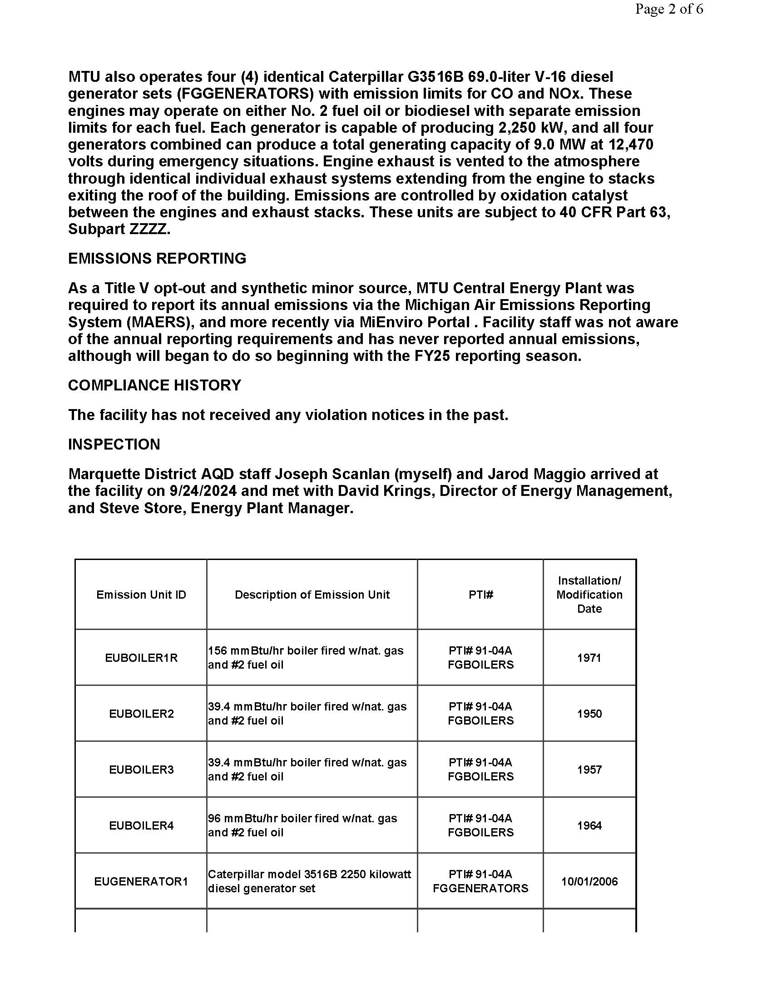 Page 2 of 6
MTU also operates four (4) identical Caterpillar G3516B 69.0-liter V-16 diesel
generator sets (FGGENERATORS) with emission limits for CO and NOx. These
engines may operate on either No. 2 fuel oil or biodiesel with separate emission
limits for each fuel. Each generator is capable of producing 2,250 kW, and all four
generators combined can produce a total generating capacity of 9.0 MW at 12,470
volts during emergency situations. Engine exhaust is vented to the atmosphere
through identical individual exhaust systems extending from the engine to stacks
exiting the roof of the building. Emissions are controlled by oxidation catalyst
between the engines and exhaust stacks. These units are subject to 40 CFR Part 63,
Subpart ZZZZ.
EMISSIONS REPORTING
As a Title V opt-out and synthetic minor source, MTU Central Energy Plant was
required to report its annual emissions via the Michigan Air Emissions Reporting
System (MAERS), and more recently via MiEnviro Portal . Facility staff was not aware
of the annual reporting requirements and has never reported annual emissions,
although will began to do so beginning with the FY25 reporting season.
COMPLIANCE HISTORY
The facility has not received any violation notices in the past.
INSPECTION
Marquette District AQD staff Joseph Scanlan (myself) and Jarod Maggio arrived at
the facility on 9/24/2024 and met with David Krings, Director of Energy Management,
and Steve Store, Energy Plant Manager.
Emission Unit ID
Description of Emission Unit
PTI#
Installation/
Modification
Date
EUBOILER1R
156 mmBtu/hr boiler fired w/nat. gas
and #2 fuel oil
PTI# 91-04A
FGBOILERS
1971
EUBOILER2
39.4 mmBtu/hr boiler fired w/nat. gas
and #2 fuel oil
PTI# 91-04A
FGBOILERS
1950
EUBOILER3
39.4 mmBtu/hr boiler fired w/nat. gas
and #2 fuel oil
PTI# 91-04A
FGBOILERS
1957
EUBOILER4
96 mmBtu/hr boiler fired w/nat. gas
and #2 fuel oil
PTI# 91-04A
FGBOILERS
1964
EUGENERATOR1
Caterpillar model 3516B 2250 kilowatt
diesel generator set
PTI# 91-04A
FGGENERATORS
10/01/2006